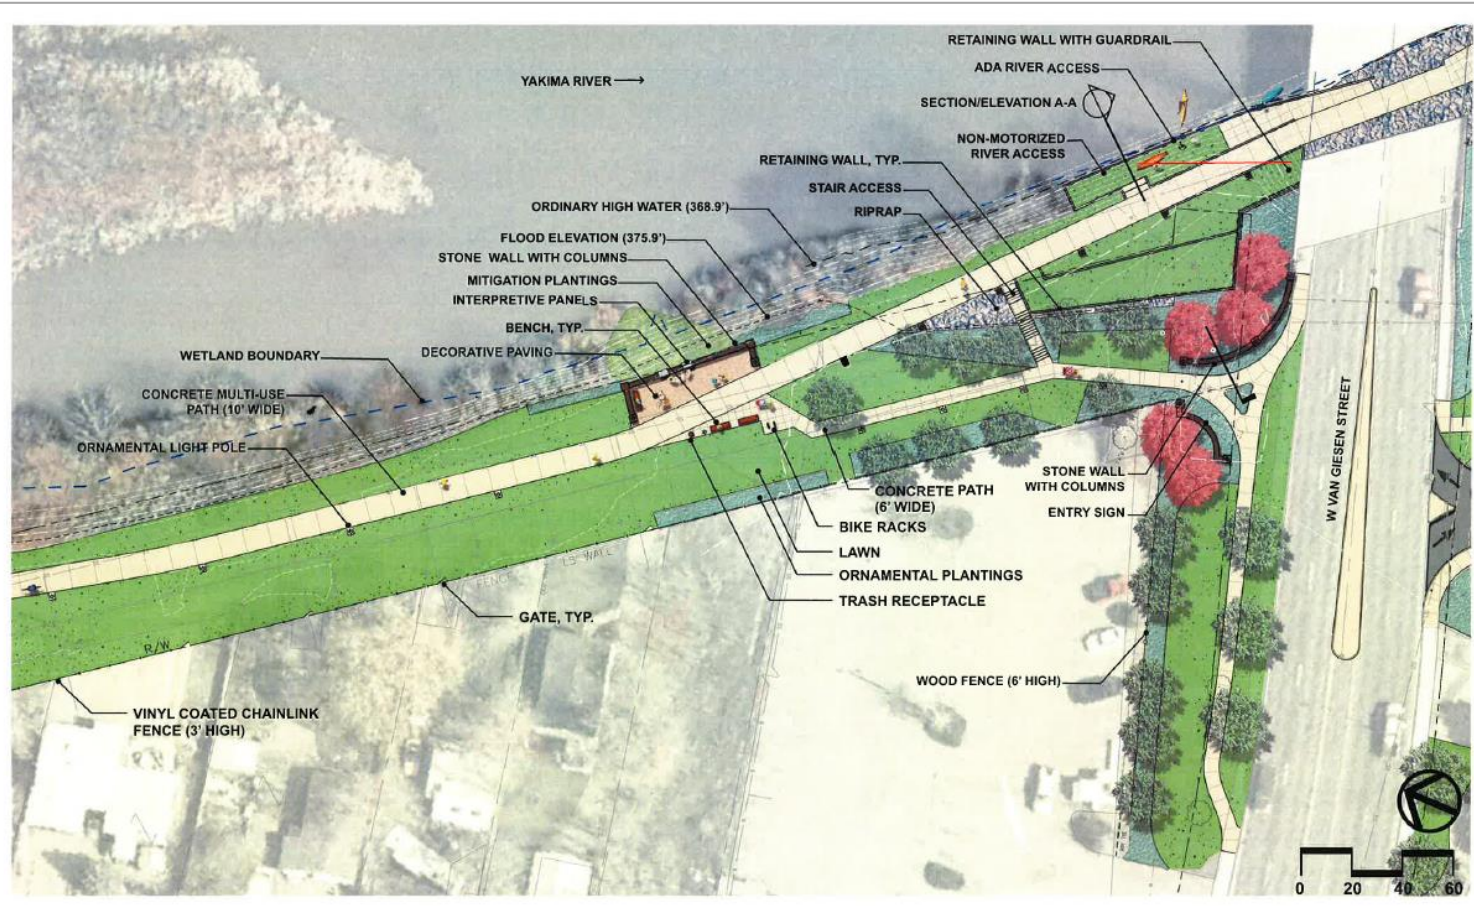 RETAINING WALL WITH GUARDRAIL
ADA RIVER ACCESS
YAKIMA RIVER
SECTION/ELEVATION A-A
NON-MOTORIZED
RIVER ACCESS
RETAINING WALL, TYP.
STAIR ACCESS
ORDINARY HIGH WATER (368.9')
RIPRAP
FLOOD ELEVATION (375.9')
STONE WALL WITH COLUMNS
MITIGATION PLANTINGS
INTERPRETIVE PANELS
BENCH, TYP.
DECORATIVE PAVING
WETLAND BOUNDARY
CONCRETE MULTI-USE
PATH (10' WIDE)
ORNAMENTAL LIGHT POLE
W VAN GIESEN STREET
STONE WALL
WITH COLUMNS
ENTRY SIGN
CONCRETE PATH
(6' WIDE)
BIKE RACKS
LAWN
ORNAMENTAL PLANTINGS
TRASH RECEPTACLE
FENCE
WALL
GATE, TYP.
R/W
WOOD FENCE (6' HIGH)
VINYL COATED CHAINLINK
FENCE (3' HIGH)
0 20 40 60